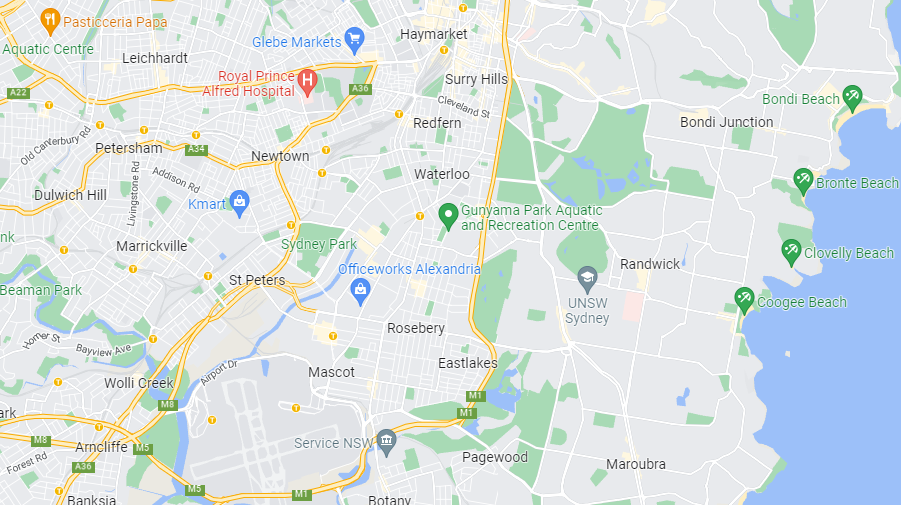 Pasticceria Papa
Haymarket
Glebe Markets
Aquatic Centre
Leichhardt
Surry Hills
Royal Prince
Alfred Hospital
A22
A36
Bondi Beach
Cleveland St
Redfern
Bondi Junction
Old Canterbury Rd
Petersham
A34
Newtown
Waterloo
Addison Rd
Livingstone Rd
Bronte Beach
Dulwich Hill
Kmart
Gunyama Park Aquatic
and Recreation Centre
nk
Marrickville
Sydney Park
Clovelly Beach
Randwick
Officeworks Alexandria
St Peters
Beaman Park
UNSW
Sydney
Coogee Beach
Rosebery
Homer St
Bayview Ave
Eastlakes
Mascot
Airport Dr
Wolli Creek
M1
M8
M1
ark
M8
Arncliffe
M5
Service NSW
Pagewood
Forest Rd
A36
Maroubra
M5
M1
Banksia
Botany